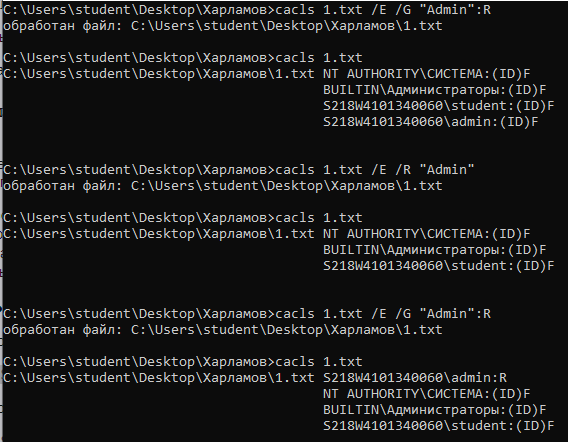 C:\Users\student\Desktop\Харламов>cacls 1.txt /E /G "Admin":R
обработан файл: C:\Users\student\Desktop\Харламов\1.txt
C:\Users\student\Desktop\Харламов>cacls 1.txt
C:\Users\student\Desktop\Харламов\1.txt NT AUTHORITY\СИСТЕМА:(ID)F
BUILTIN\Администраторы:(ID)F
S218W4101340060\student:(ID)F
S218W4101340060\admin:(ID)F
C:\Users\student\Desktop\Харламов>cacls 1.txt /E /R "Admin"
обработан файл: C:\Users\student\Desktop\Харламов\1.txt
C:\Users\student\Desktop\Харламов>cacls 1.txt
C:\Users\student\Desktop\Харламов\1.txt NT AUTHORITY\СИСТЕМА:(ID)F
BUILTIN\Администраторы:(ID)F
S218W4101340060\student:(ID)F
C:\Users\student\Desktop\Харламов>cacls 1.txt /E /G "Admin":R
обработан файл: C:\Users\student\Desktop\Харламов\1.txt
C:\Users\student\Desktop\Харламов>cacls 1.txt
C:\Users\student\Desktop\Харламов\1.txt S218W4101340060\admin:R
NT AUTHORITY\СИСТЕМА:(ID)F
BUILTIN\Администраторы:(ID)F
S218W4101340060\student:(ID)F